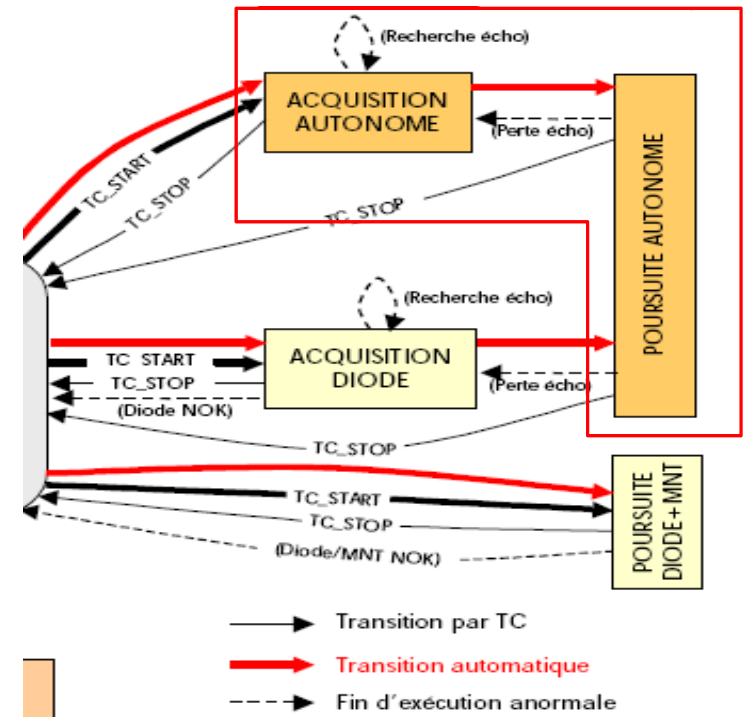 (Recherche écho)
ACQUISITION
AUTONOME
(Perte écho)
TC_START
TC_STOP
TC_STOP
POURSUITE AUTONOME
(Recherche écho)
ACQUISITION
DIODE
TC START
TC_STOP
(Diode NOK)
(Perte écho)
TC_STOP
TC_START
TC_STOP
(Diode/MNT NOK)
POURSUITE
DIODE+MNT
Transition par TC
Transition automatique
Fin d'exécution anormale